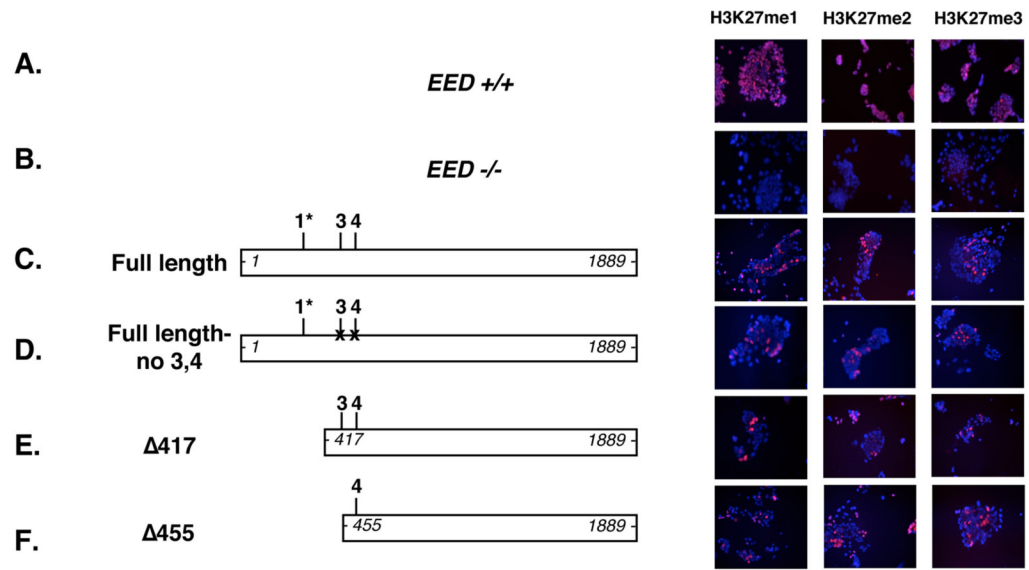 H3K27me1 H3K27me2 H3K27me3
A. EED +/+
B. EED -/-
1* 3 4
C. Full length 1 1889
1* 3 4
x x
D. Full length-
no 3,4 1 1889
3 4
E. Δ417 417 1889
4
F. Δ455 455 1889